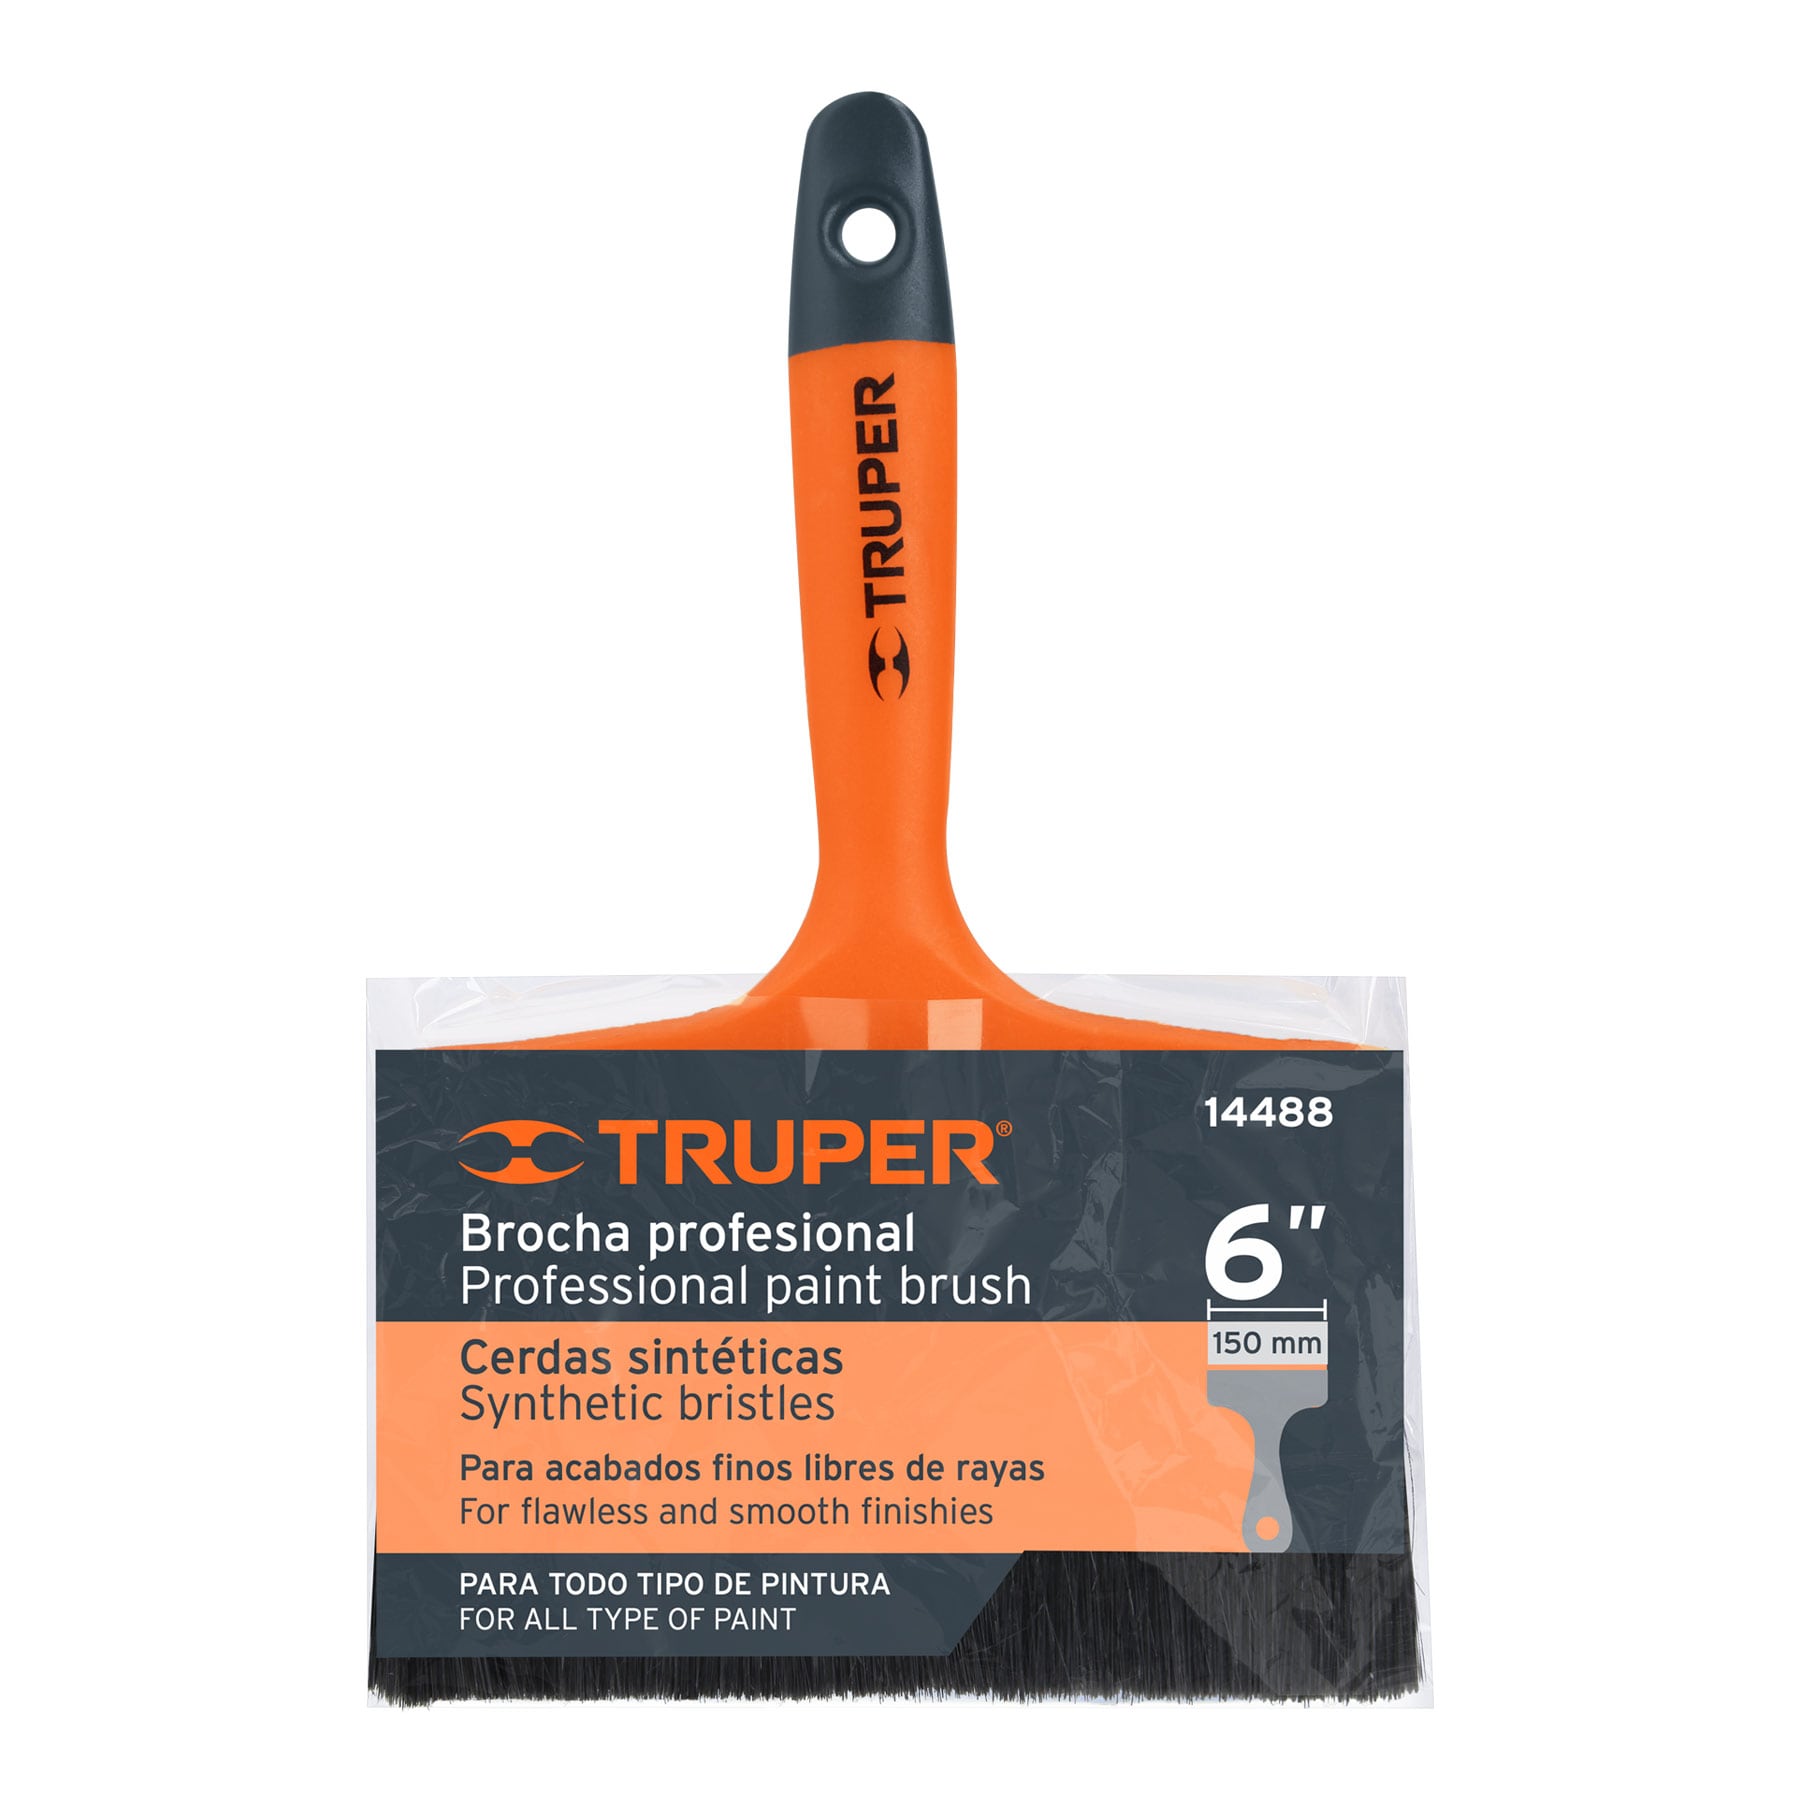 TRUPER
TRUPER®
14488
Brocha profesional
Professional paint brush
6"
150 mm
Cerdas sintéticas
Synthetic bristles
Para acabados finos libres de rayas
For flawless and smooth finishies
PARA TODO TIPO DE PINTURA
FOR ALL TYPE OF PAINT